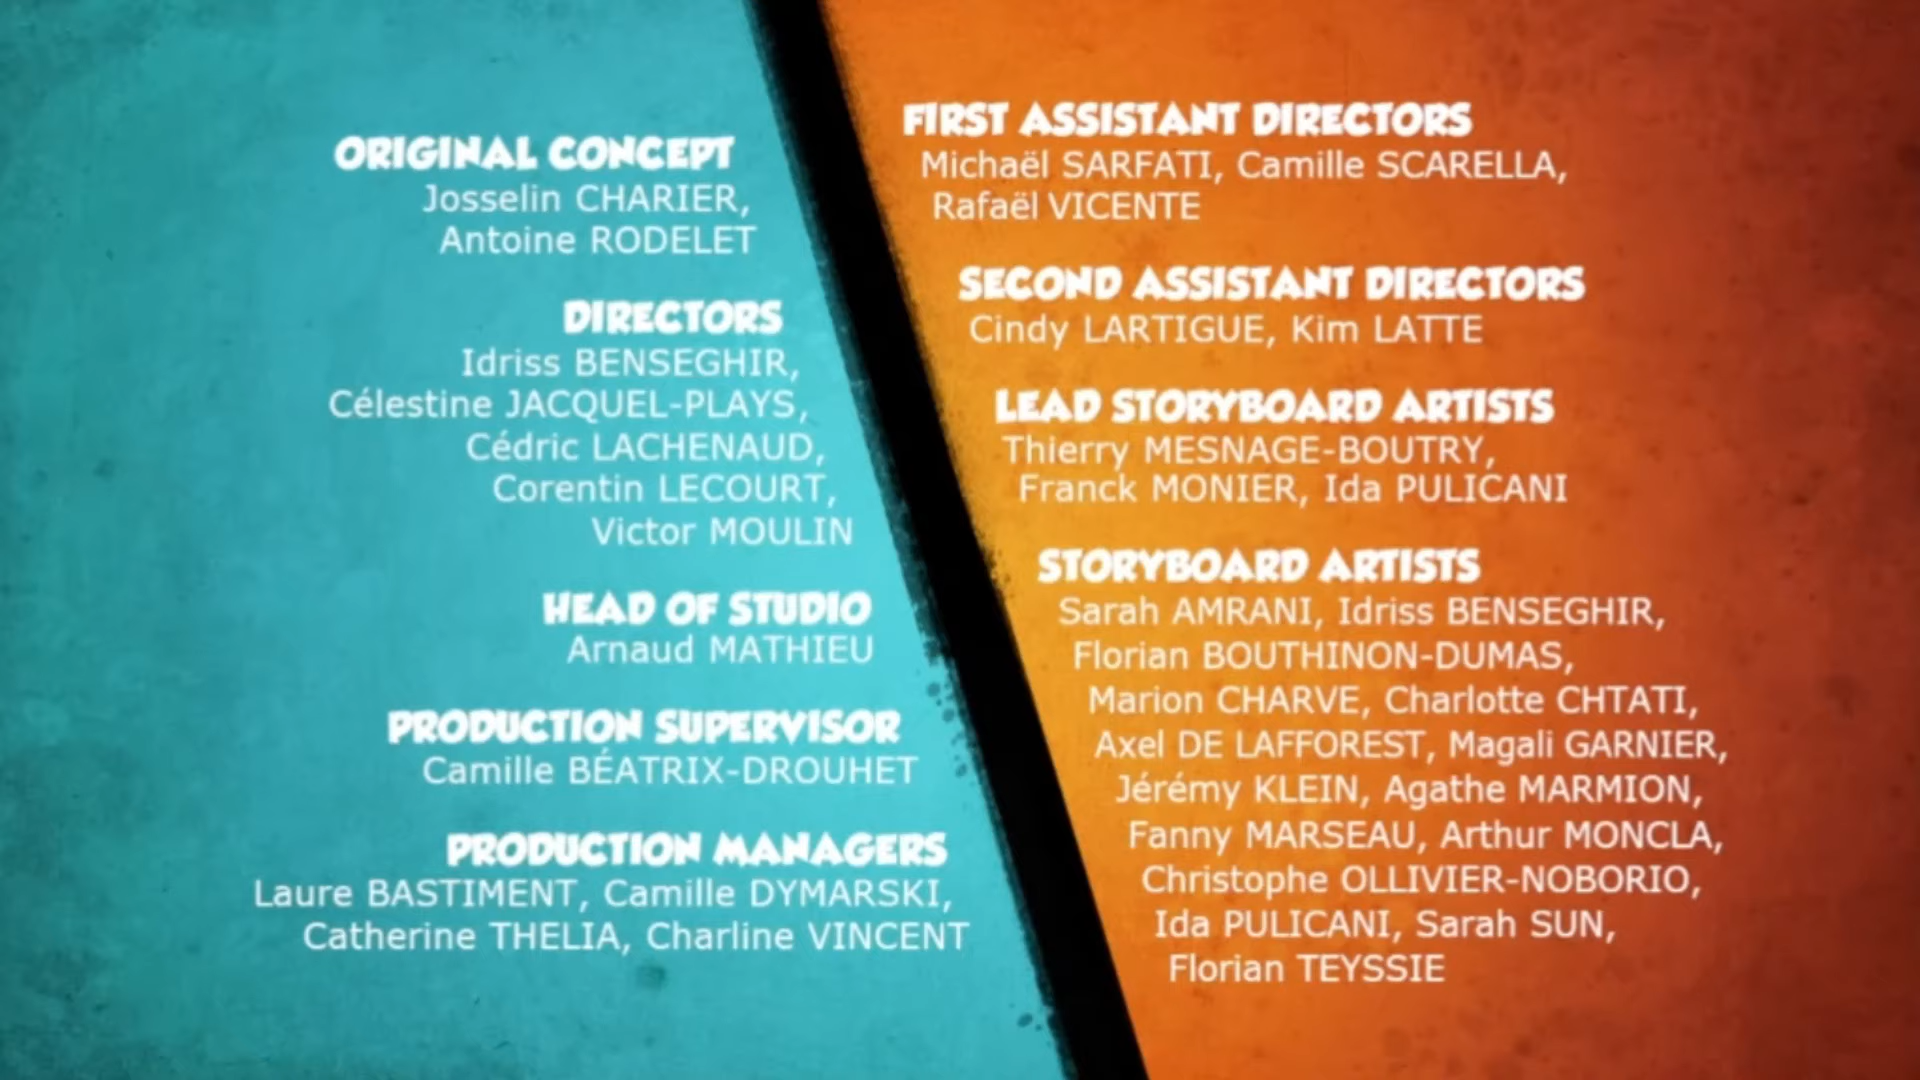 ORIGINAL CONCEPT
Josselin CHARIER,
Antoine RODELET
DIRECTORS
Idriss BENSEGHIR,
Célestine JACQUEL-PLAYS,
Cédric LACHENAUD,
Corentin LECOURT,
Victor MOULIN
HEAD OF STUDIO
Arnaud MATHIEU
PRODUCTION SUPERVISOR
Camille BÉATRIX-DROUHET
PRODUCTION MANAGERS
Laure BASTIMENT, Camille DYMARSKI,
Catherine THELIA, Charline VINCENT
FIRST ASSISTANT DIRECTORS
Michaël SARFATI, Camille SCARELLA,
Rafaël VICENTE
SECOND ASSISTANT DIRECTORS
Cindy LARTIGUE, Kim LATTE
LEAD STORYBOARD ARTISTS
Thierry MESNAGE-BOUTRY,
Franck MONIER, Ida PULICANI
STORYBOARD ARTISTS
Sarah AMRANI, Idriss BENSEGHIR,
Florian BOUTHINON-DUMAS,
Marion CHARVE, Charlotte CHTATI,
Axel DE LAFFOREST, Magali GARNIER,
Jérémy KLEIN, Agathe MARMION,
Fanny MARSEAU, Arthur MONCLA,
Christophe OLLIVIER-NOBORIO,
Ida PULICANI, Sarah SUN,
Florian TEYSSIE